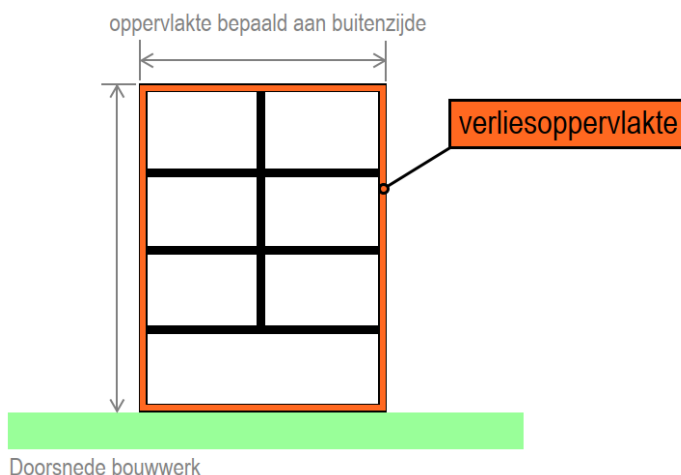 oppervlakte bepaald aan buitenzijde
verliesoppervlakte
Doorsnede bouwwerk